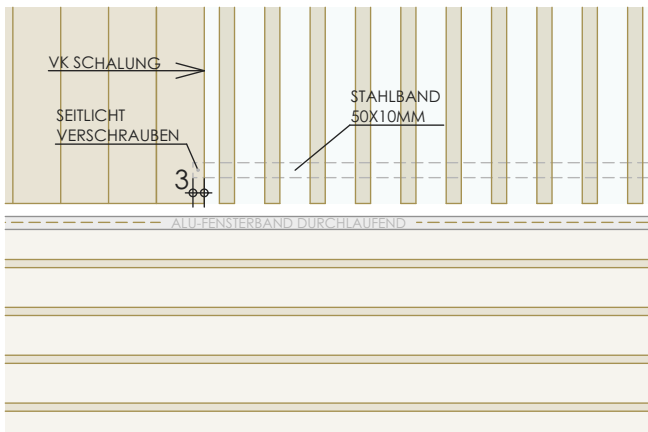 VK SCHALUNG
SEITLICHT
VERSCHRAUBEN
STAHLBAND
50X10MM
3
ALU-FENSTERBAND DURCHLAUFEND